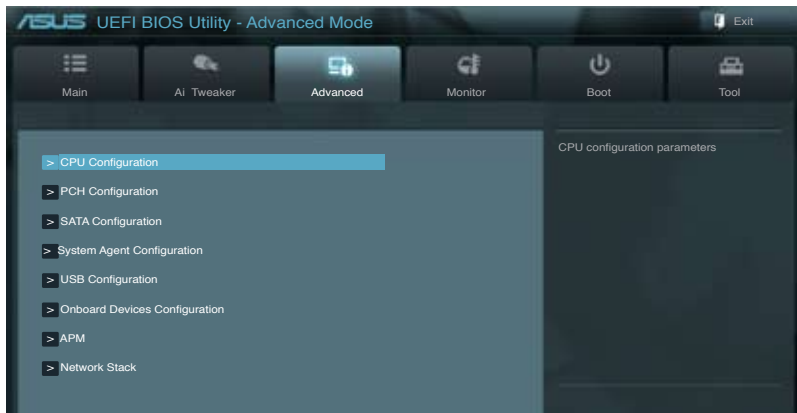 ASUS UEFI BIOS Utility - Advanced Mode
Exit
Main
Ai Tweaker
Advanced
Monitor
Boot
Tool
> CPU Configuration
> PCH Configuration
> SATA Configuration
> System Agent Configuration
> USB Configuration
> Onboard Devices Configuration
> APM
> Network Stack
CPU configuration parameters